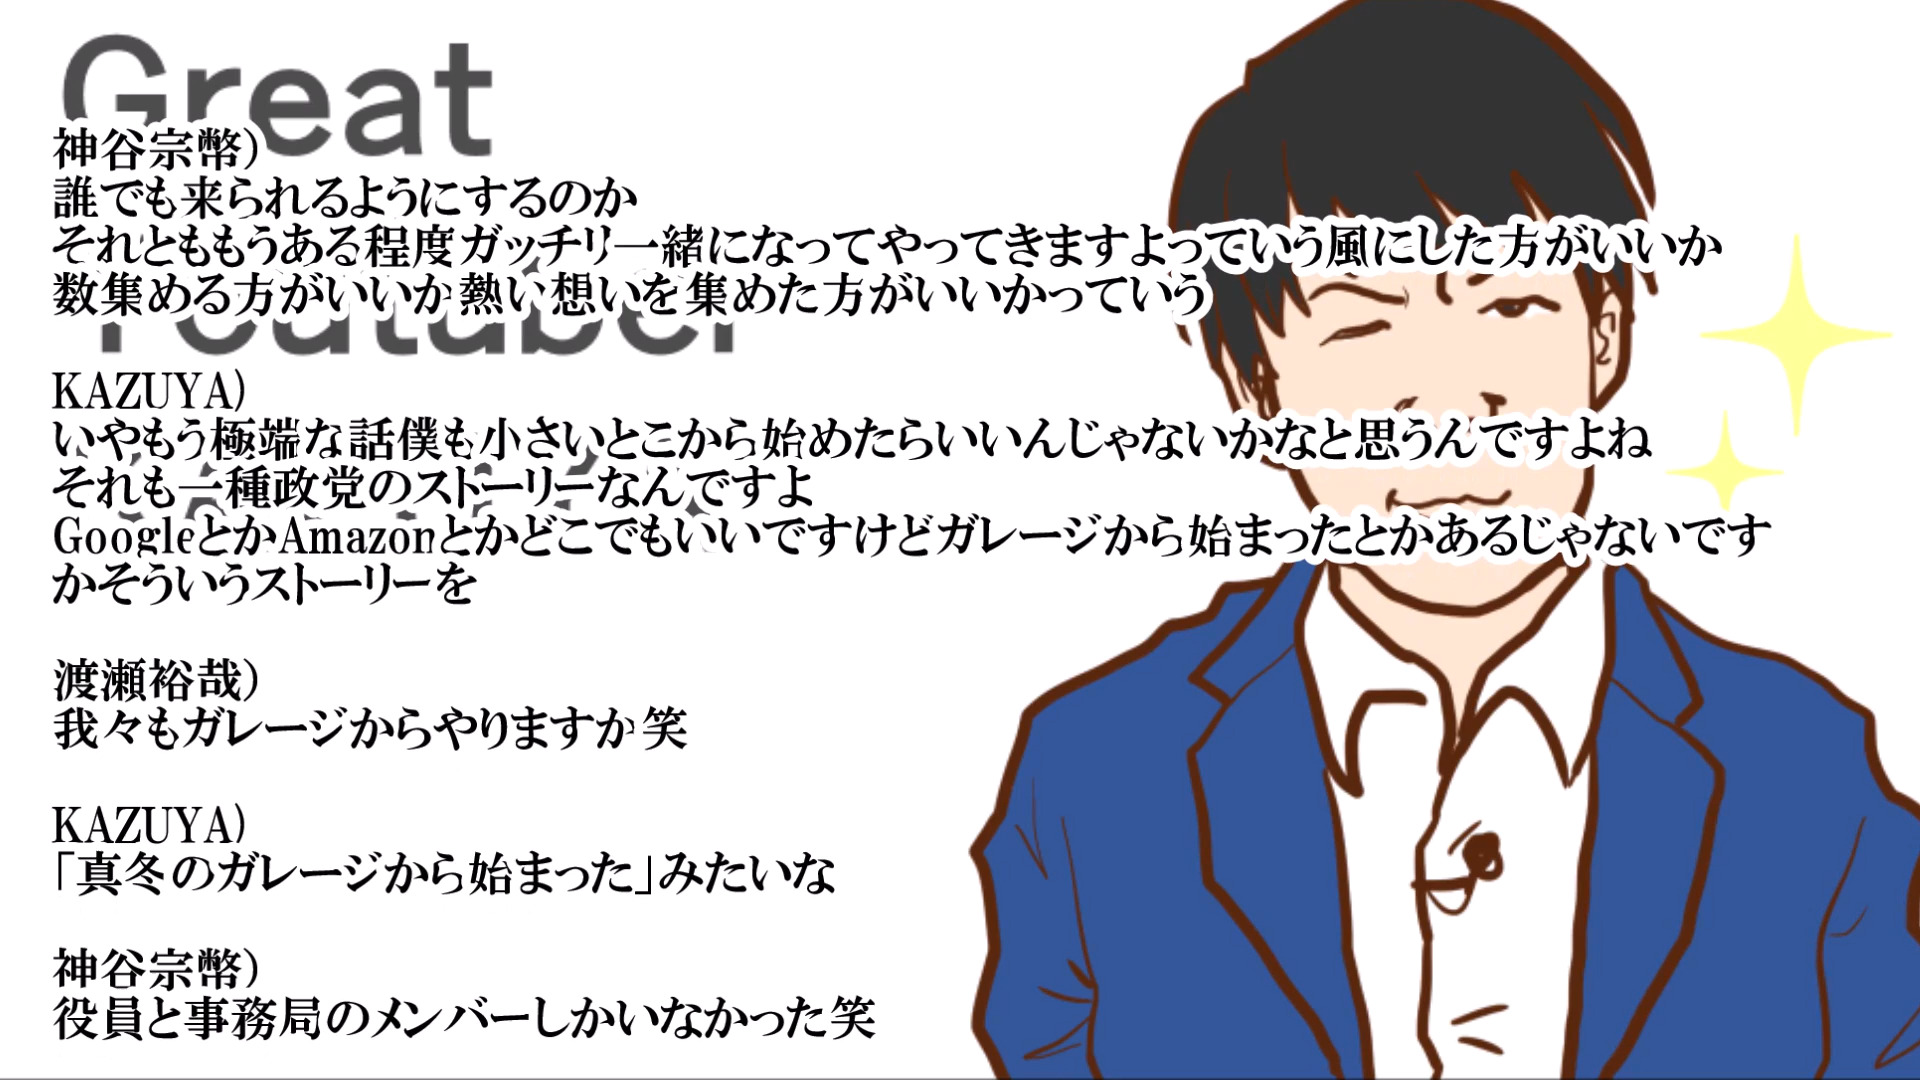 Great
神谷宗幣)
誰でも来られるようにするのか
それとももうある程度ガッチリ一緒になってやってきますよっていう風にした方がいいか
数集める方がいいか熱い想いを集めた方がいいかっていう
KAZUYA)
いやもう極端な話僕も小さいとこから始めたらいいんじゃないかなと思うんですよね
それも一種政党のストーリーなんですよ
GoogleとかAmazonとかどこでもいいですけどガレージから始まったとかあるじゃないです
かそういうストーリーを
渡瀬裕哉)
我々もガレージからやりますか笑
KAZUYA)
「真冬のガレージから始まった」みたいな
神谷宗幣)
役員と事務局のメンバーしかいなかった笑